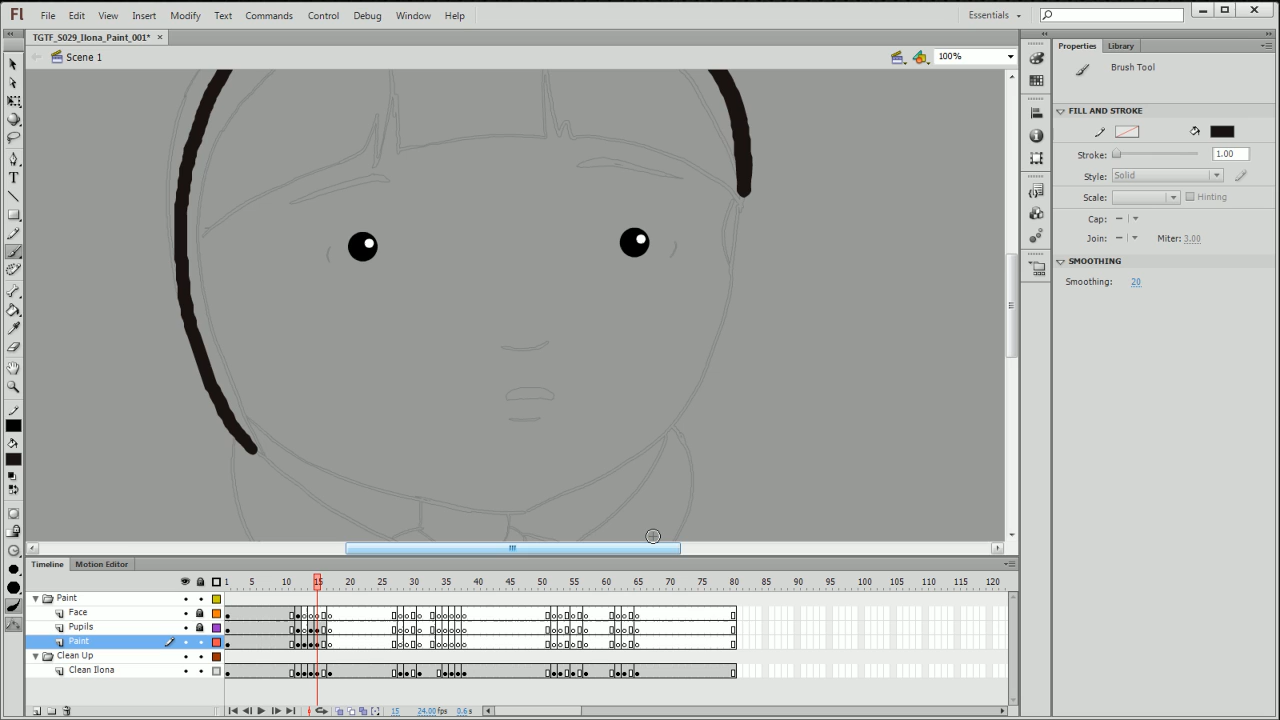 Fl File Edit View Insert Modify Text Commands Control Debug Window Help Essentials
TGTF_S029_Ilona_Paint_001* × Properties Library
Scene 1 100%
Brush Tool
FILL AND STROKE
Stroke: 1.00
Style: Solid
Scale: Hinting
Cap:
Join: Miter: 3.00
SMOOTHING
Smoothing: 20
Timeline Motion Editor
1 5 10 15 20 25 30 35 40 45 50 55 60 65 70 75 80 85 90 95 100 105 110 115 120
Paint
Face
Pupils
Paint
Clean Up
Clean Ilona
15 24.00 fps 0.6 s